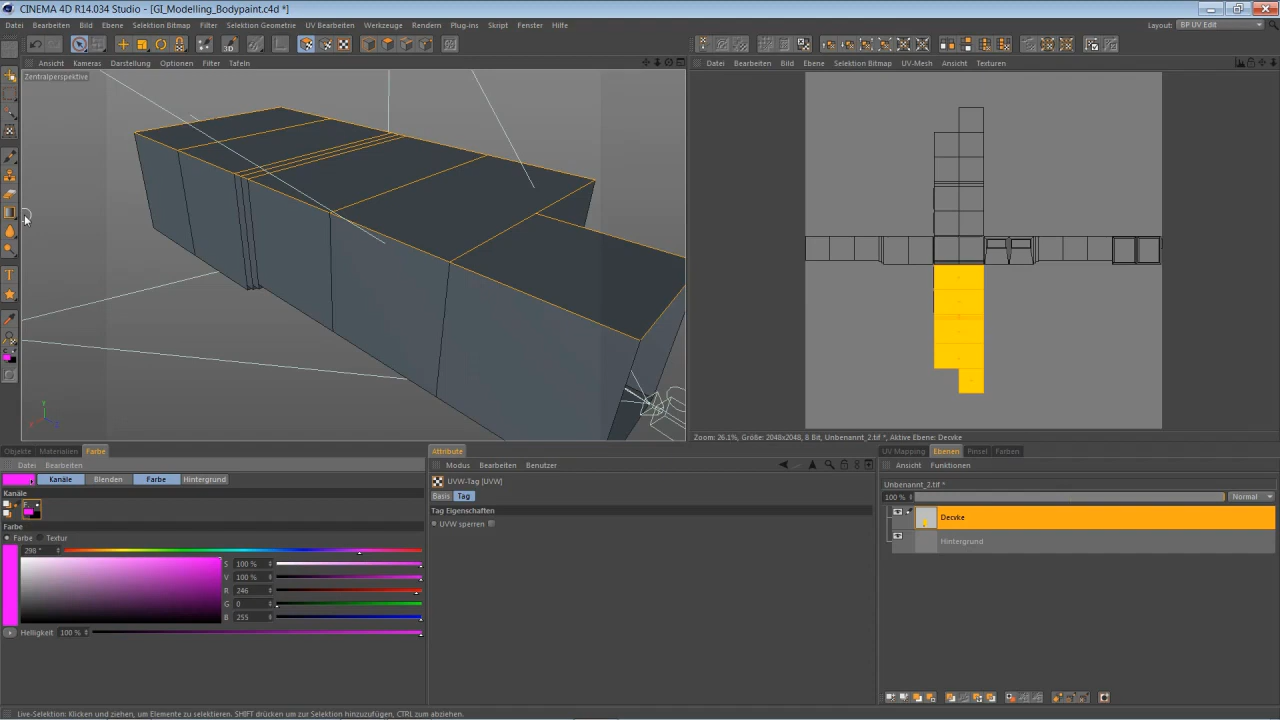 CINEMA 4D R14.034 Studio - [GI_Modelling_Bodypaint.c4d *]
Datei Bearbeiten Bild Ebene Selektion Bitmap Filter Selektion Geometrie UV Bearbeiten Werkzeuge Rendern Plug-ins Skript Fenster Hilfe Layout: BP UV Edit
Ansicht Kameras Darstellung Optionen Filter Tafeln
Datei Bearbeiten Bild Ebene Selektion Bitmap UV-Mesh Ansicht Texturen
Zentralperspektive
Zoom: 26.1%, Größe: 2048x2048, 8 Bit, Unbenannt_2.tif *, Aktive Ebene: Decvke
Objekte Materialien Farbe
Datei Bearbeiten
Kanäle Blenden Farbe Hintergrund
Kanäle
Farbe
Farbe Textur
298 °
S 100 %
V 100 %
R 246
G 0
B 255
Helligkeit 100 %
Attribute
Modus Bearbeiten Benutzer
UVW-Tag [UVW]
Basis Tag
Tag Eigenschaften
UVW sperren
UV Mapping Ebenen Pinsel Farben
Ansicht Funktionen
Unbenannt_2.tif *
100 % Normal
Decvke
Hintergrund
Live-Selektion: Klicken und ziehen, um Elemente zu selektieren. SHIFT drücken um zur Selektion hinzuzufügen, CTRL zum abziehen.